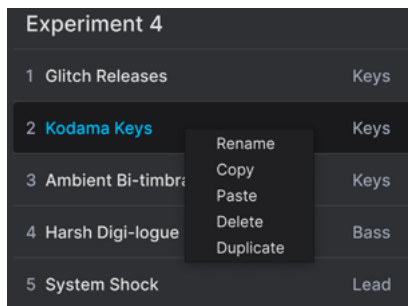 Experiment 4
1 Glitch Releases Keys
2 Kodama Keys Keys
Rename
Copy
Paste
Delete
Duplicate
3 Ambient Bi-timbra Keys
4 Harsh Digi-logue Bass
5 System Shock Lead